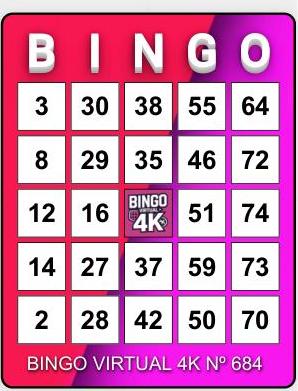 B I N G O
3 30 38 55 64
8 29 35 46 72
12 16 BINGO VIRTUAL 4K 51 74
14 27 37 59 73
2 28 42 50 70
BINGO VIRTUAL 4K Nº 684